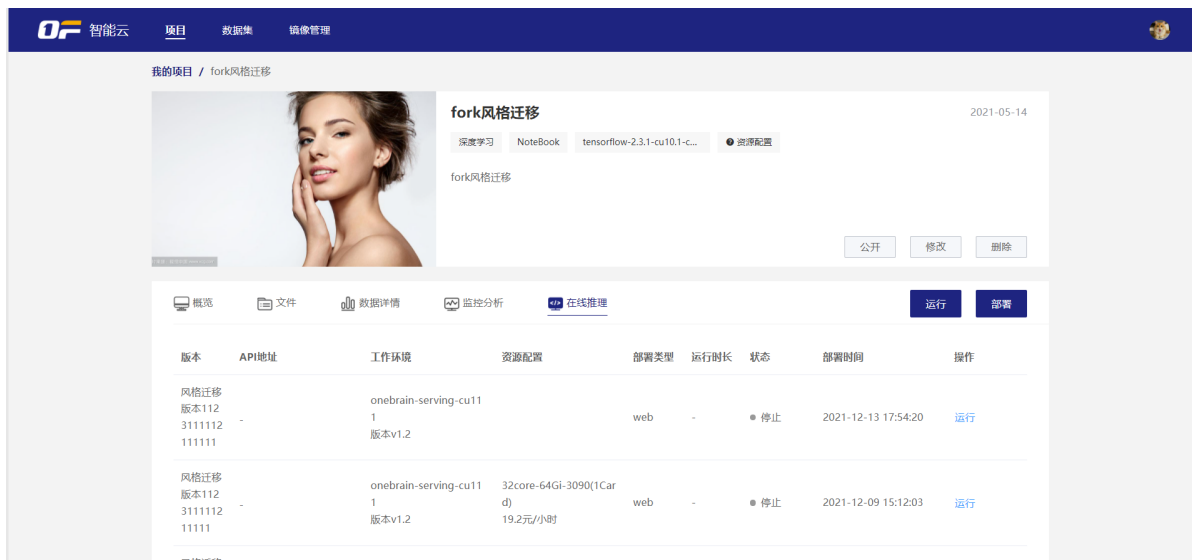 OF 智能云 项目 数据集 镜像管理
我的项目 / fork风格迁移
fork风格迁移 2021-05-14
深度学习 NoteBook tensorflow-2.3.1-cu10.1-c... 资源配置
fork风格迁移
公开 修改 删除
概览 文件 数据详情 监控分析 在线推理 运行 部署
版本 API地址 工作环境 资源配置 部署类型 运行时长 状态 部署时间 操作
风格迁移
版本112
3111112
111111
-
onebrain-serving-cu11
1
版本v1.2
web - 停止 2021-12-13 17:54:20 运行
风格迁移
版本112
3111112
11111
-
onebrain-serving-cu11
1
版本v1.2
32core-64Gi-3090(1Car
d)
19.2元/小时
web - 停止 2021-12-09 15:12:03 运行